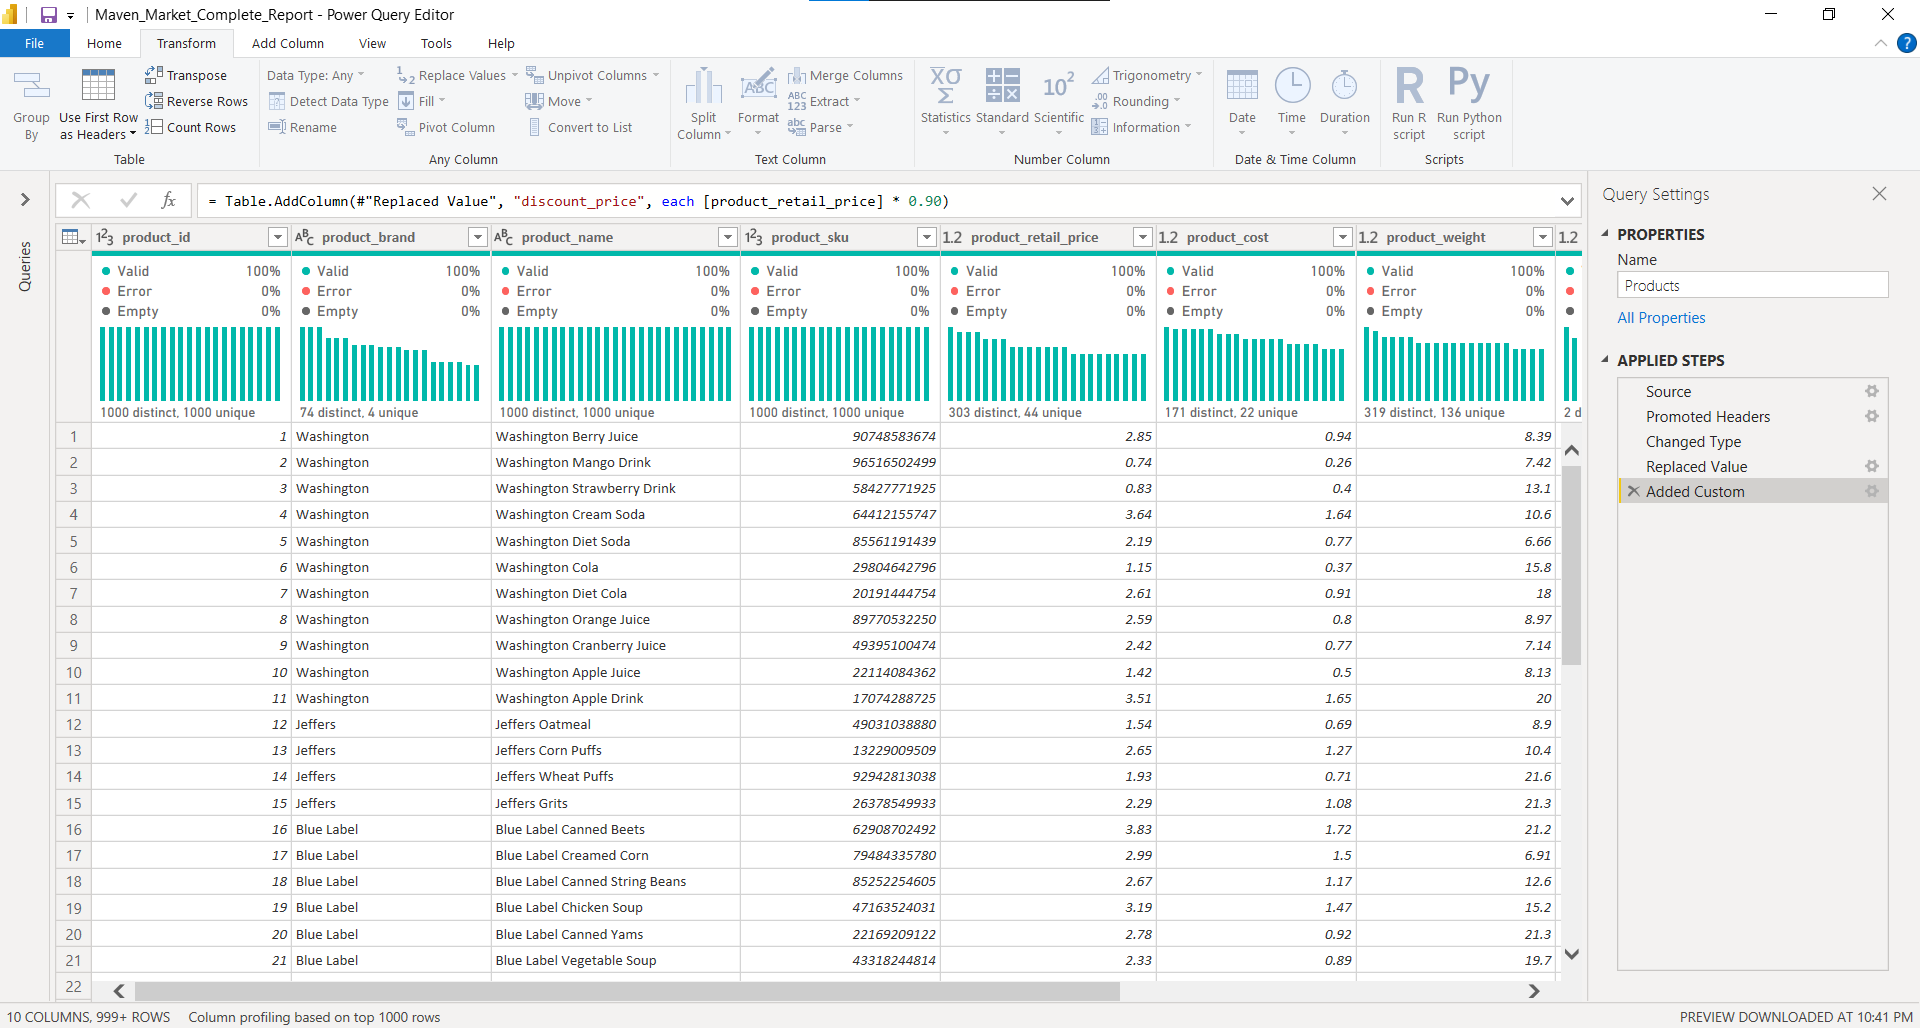 Maven_Market_Complete_Report - Power Query Editor
File Home Transform Add Column View Tools Help
Group By
Use First Row as Headers
Transpose
Reverse Rows
Count Rows
Table
Data Type: Any
Detect Data Type
Rename
Replace Values
Fill
Pivot Column
Unpivot Columns
Move
Convert to List
Any Column
Split Column
Format
Merge Columns
Extract
Parse
Text Column
Statistics
Standard
Scientific
Trigonometry
Rounding
Information
Number Column
Date
Time
Duration
Date & Time Column
Run R script
Run Python script
Scripts
Queries
= Table.AddColumn(#"Replaced Value", "discount_price", each [product_retail_price] * 0.90)
product_id product_brand product_name product_sku 1.2 product_retail_price 1.2 product_cost 1.2 product_weight 1.2
Valid 100% Valid 100% Valid 100% Valid 100% Valid 100% Valid 100% Valid 100%
Error 0% Error 0% Error 0% Error 0% Error 0% Error 0% Error 0%
Empty 0% Empty 0% Empty 0% Empty 0% Empty 0% Empty 0% Empty 0%
1000 distinct, 1000 unique 74 distinct, 4 unique 1000 distinct, 1000 unique 1000 distinct, 1000 unique 303 distinct, 44 unique 171 distinct, 22 unique 319 distinct, 136 unique 2 d
1 1 Washington Washington Berry Juice 90748583674 2.85 0.94 8.39
2 2 Washington Washington Mango Drink 96516502499 0.74 0.26 7.42
3 3 Washington Washington Strawberry Drink 58427771925 0.83 0.4 13.1
4 4 Washington Washington Cream Soda 64412155747 3.64 1.64 10.6
5 5 Washington Washington Diet Soda 85561191439 2.19 0.77 6.66
6 6 Washington Washington Cola 29804642796 1.15 0.37 15.8
7 7 Washington Washington Diet Cola 20191444754 2.61 0.91 18
8 8 Washington Washington Orange Juice 89770532250 2.59 0.8 8.97
9 9 Washington Washington Cranberry Juice 49395100474 2.42 0.77 7.14
10 10 Washington Washington Apple Juice 22114084362 1.42 0.5 8.13
11 11 Washington Washington Apple Drink 17074288725 3.51 1.65 20
12 12 Jeffers Jeffers Oatmeal 49031038880 1.54 0.69 8.9
13 13 Jeffers Jeffers Corn Puffs 13229009509 2.65 1.27 10.4
14 14 Jeffers Jeffers Wheat Puffs 92942813038 1.93 0.71 21.6
15 15 Jeffers Jeffers Grits 26378549933 2.29 1.08 21.3
16 16 Blue Label Blue Label Canned Beets 62908702492 3.83 1.72 21.2
17 17 Blue Label Blue Label Creamed Corn 79484335780 2.99 1.5 6.91
18 18 Blue Label Blue Label Canned String Beans 85252254605 2.67 1.17 12.6
19 19 Blue Label Blue Label Chicken Soup 47163524031 3.19 1.47 15.2
20 20 Blue Label Blue Label Canned Yams 22169209122 2.78 0.92 21.3
21 21 Blue Label Blue Label Vegetable Soup 43318244814 2.33 0.89 19.7
22
Query Settings
PROPERTIES
Name
Products
All Properties
APPLIED STEPS
Source
Promoted Headers
Changed Type
Replaced Value
Added Custom
10 COLUMNS, 999+ ROWS Column profiling based on top 1000 rows
PREVIEW DOWNLOADED AT 10:41 PM